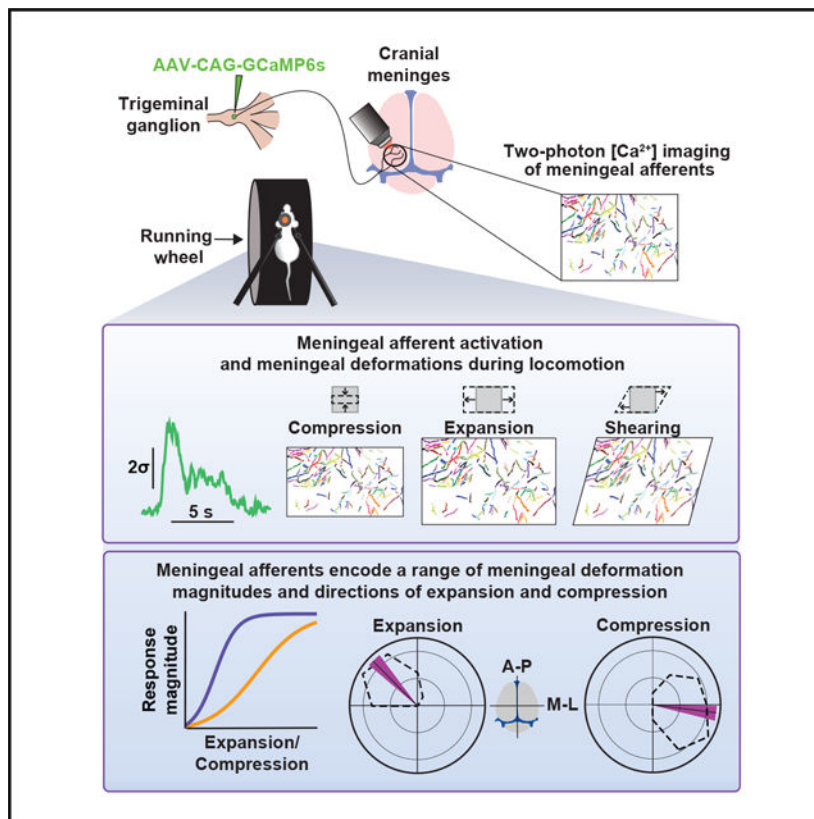 AAV-CAG-GCaMP6s
Trigeminal
ganglion
Cranial
meninges
Two-photon [Ca²⁺] imaging
of meningeal afferents
Running
wheel
Meningeal afferent activation
and meningeal deformations during locomotion
Compression
Expansion
Shearing
2σ
5 s
Meningeal afferents encode a range of meningeal deformation
magnitudes and directions of expansion and compression
Response
magnitude
Expansion/
Compression
Expansion
A-P
M-L
Compression